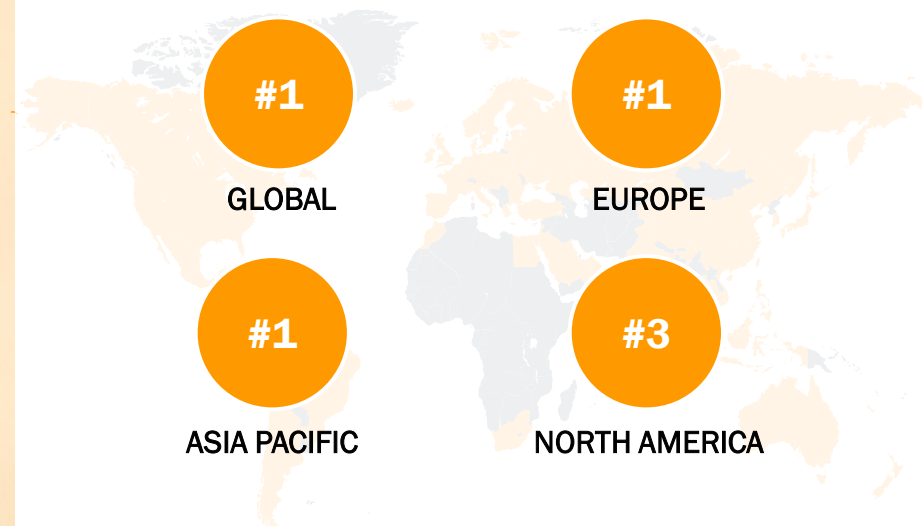 #1
GLOBAL
#1
EUROPE
#1
ASIA PACIFIC
#3
NORTH AMERICA